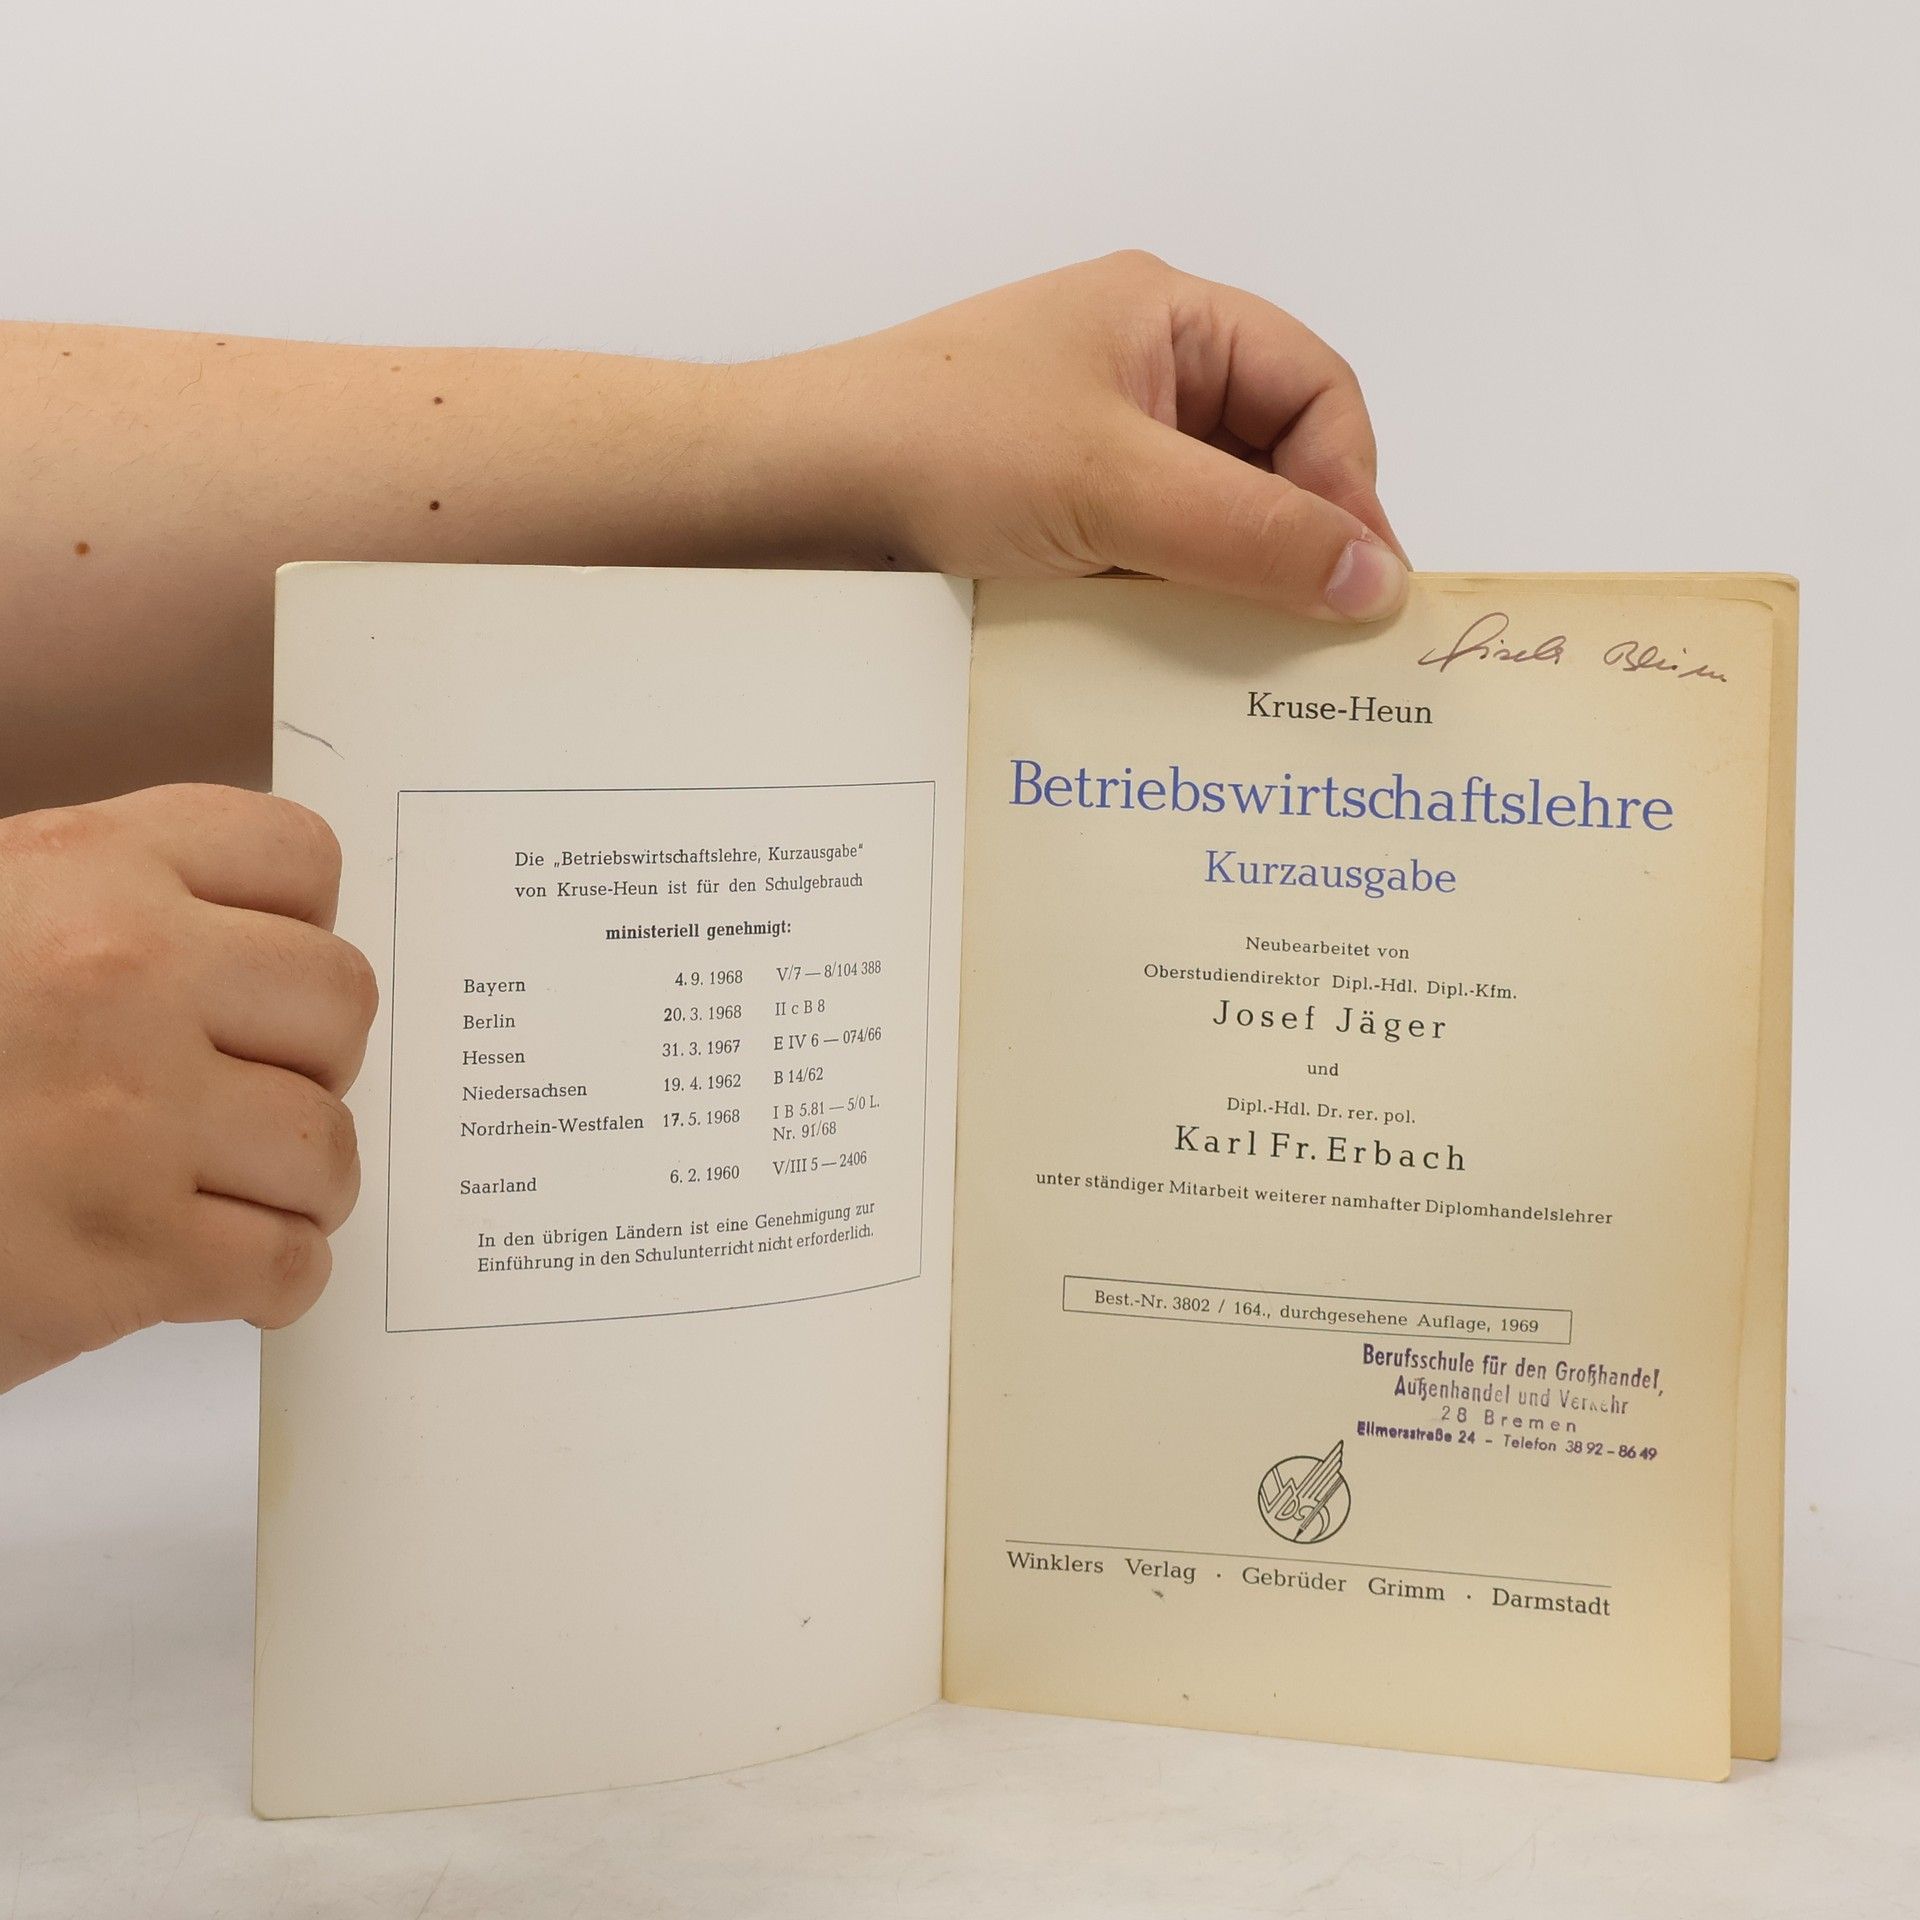 Die „Betriebswirtschaftslehre, Kurzausgabe“
von Kruse-Heun ist für den Schulgebrauch
ministeriell genehmigt:
Bayern 4. 9. 1968 V/7 — 8/104 388
Berlin 20. 3. 1968 II c B 8
Hessen 31. 3. 1967 E IV 6 — 074/66
Niedersachsen 19. 4. 1962 B 14/62
Nordrhein-Westfalen 17. 5. 1968 I B 5.81 — 5/0 L.
Nr. 91/68
Saarland 6. 2. 1960 V/III 5 — 2406
In den übrigen Ländern ist eine Genehmigung zur
Einführung in den Schulunterricht nicht erforderlich.
Gisela Blum
Kruse-Heun
Betriebswirtschaftslehre
Kurzausgabe
Neubearbeitet von
Oberstudiendirektor Dipl.-Hdl. Dipl.-Kfm.
Josef Jäger
und
Dipl.-Hdl. Dr. rer. pol.
Karl Fr. Erbach
unter ständiger Mitarbeit weiterer namhafter Diplomhandelslehrer
Best.-Nr. 3802 / 164., durchgesehene Auflage, 1969
Berufsschule für den Großhandel,
Außenhandel und Verkehr
28 Bremen
Ellmersstraße 24 – Telefon 38 92 – 86 49
Winklers Verlag · Gebrüder Grimm · Darmstadt